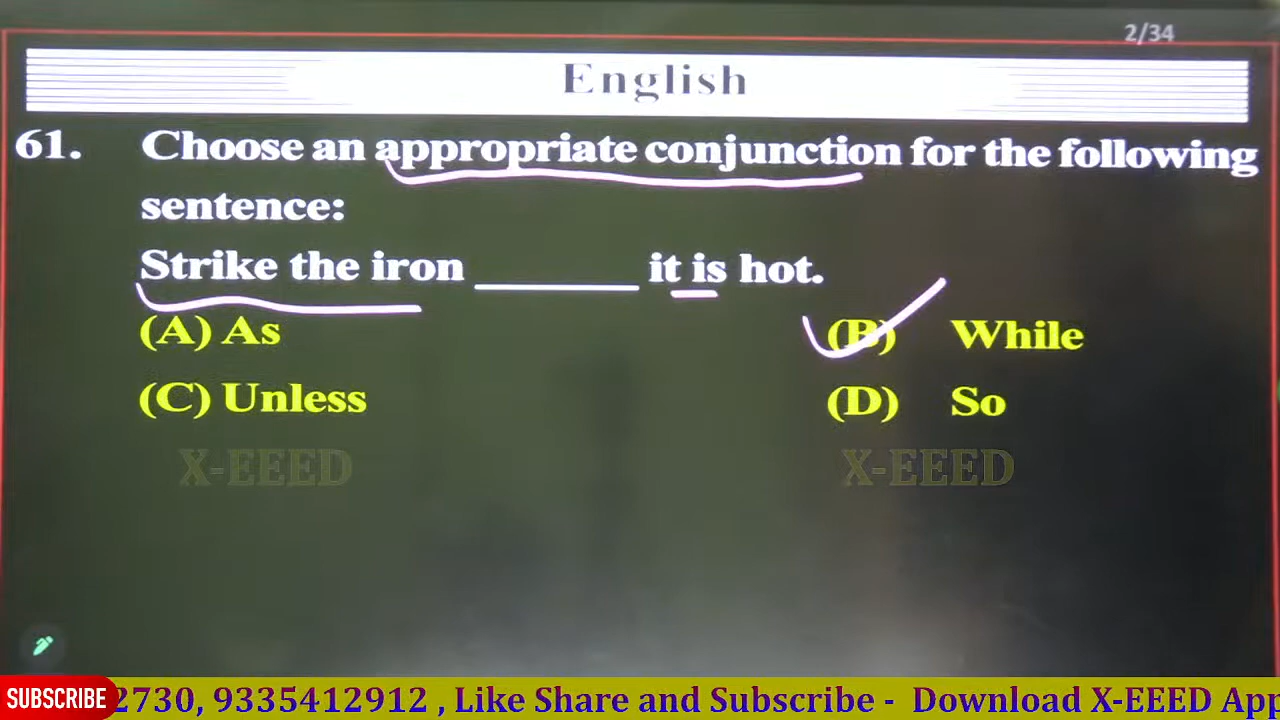 2/34
English
61. Choose an appropriate conjunction for the following
sentence:
Strike the iron ________ it is hot.
(A) As (B) While
(C) Unless (D) So
X-EEED X-EEED
SUBSCRIBE 2730, 9335412912 , Like Share and Subscribe - Download X-EEED App